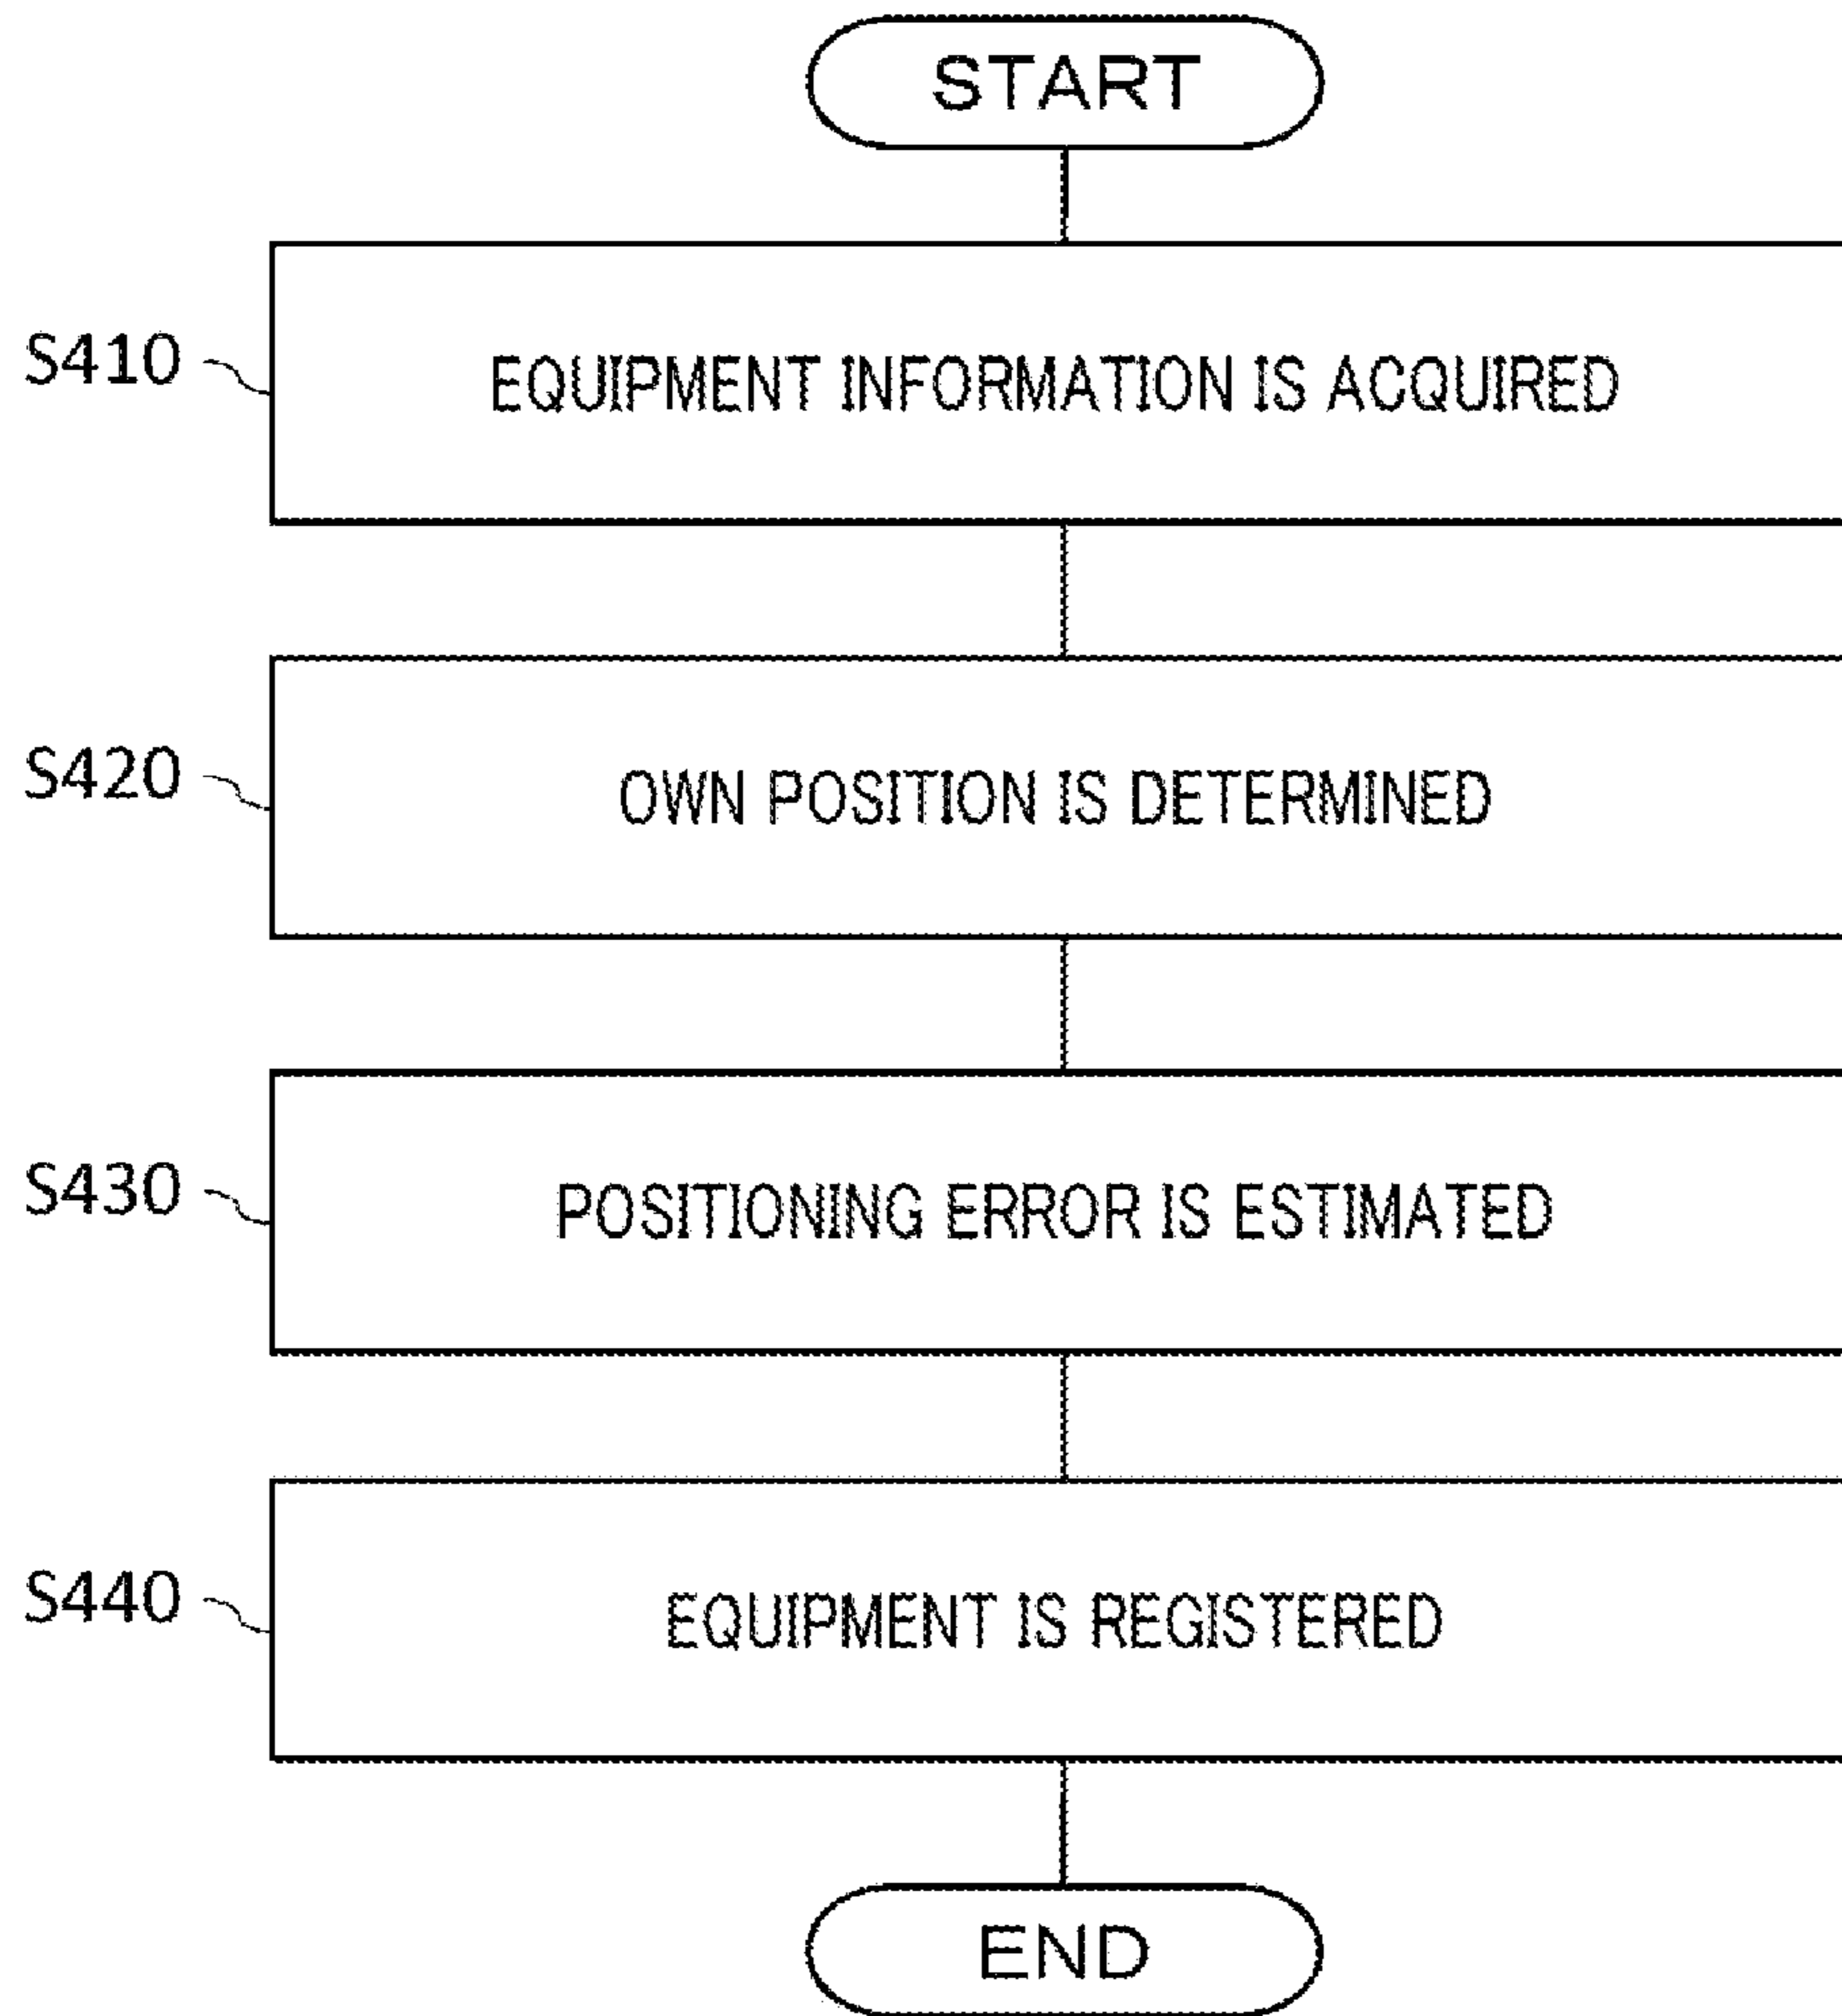 START
S410
EQUIPMENT INFORMATION IS ACQUIRED
S420
OWN POSITION IS DETERMINED
S430
POSITIONING ERROR IS ESTIMATED
S440
EQUIPMENT IS REGISTERED
END